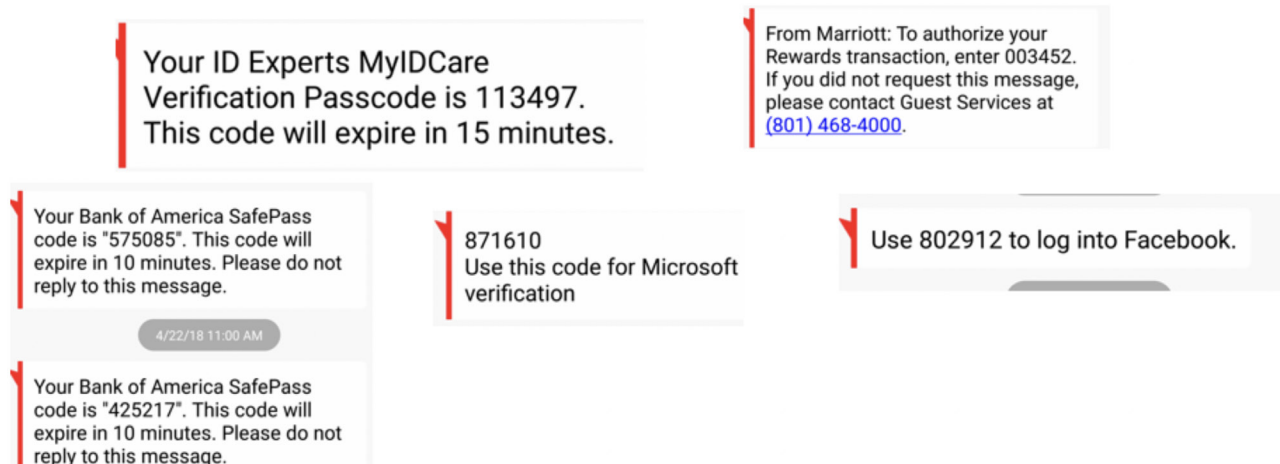 Your ID Experts MyIDCare
Verification Passcode is 113497.
This code will expire in 15 minutes.
From Marriott: To authorize your
Rewards transaction, enter 003452.
If you did not request this message,
please contact Guest Services at
(801) 468-4000.
Your Bank of America SafePass
code is "575085". This code will
expire in 10 minutes. Please do not
reply to this message.
4/22/18 11:00 AM
Your Bank of America SafePass
code is "425217". This code will
expire in 10 minutes. Please do not
reply to this message.
871610
Use this code for Microsoft
verification
Use 802912 to log into Facebook.